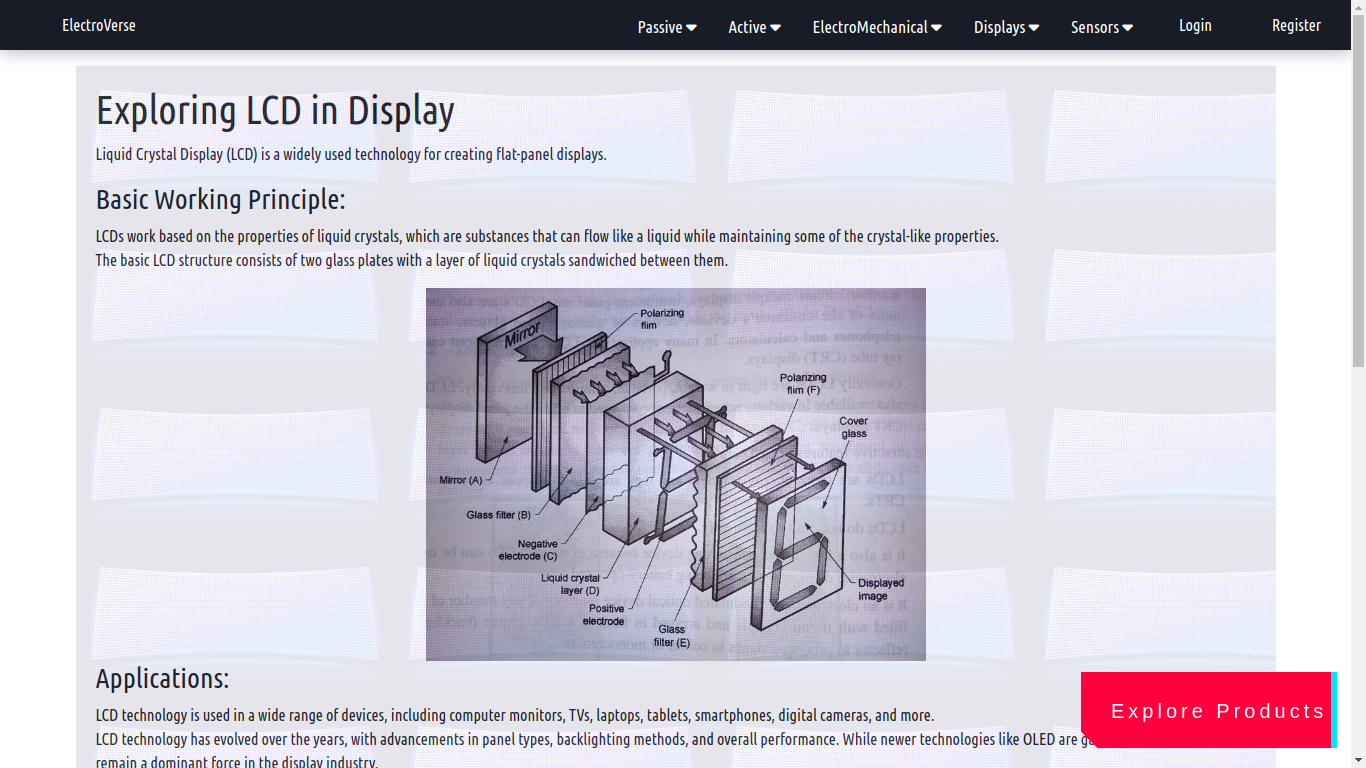 ElectroVerse
Passive
Active
ElectroMechanical
Displays
Sensors
Login
Register
Exploring LCD in Display
Liquid Crystal Display (LCD) is a widely used technology for creating flat-panel displays.
Basic Working Principle:
LCDs work based on the properties of liquid crystals, which are substances that can flow like a liquid while maintaining some of the crystal-like properties.
The basic LCD structure consists of two glass plates with a layer of liquid crystals sandwiched between them.
Mirror
Polarizing
flim
Polarizing
flim (F)
Cover
glass
Mirror (A)
Glass filter (B)
Negative
electrode (C)
Liquid crystal
layer (D)
Positive
electrode
Glass
filter (E)
Displayed
image
Applications:
LCD technology is used in a wide range of devices, including computer monitors, TVs, laptops, tablets, smartphones, digital cameras, and more.
LCD technology has evolved over the years, with advancements in panel types, backlighting methods, and overall performance. While newer technologies like OLED are
remain a dominant force in the display industry.
Explore Products